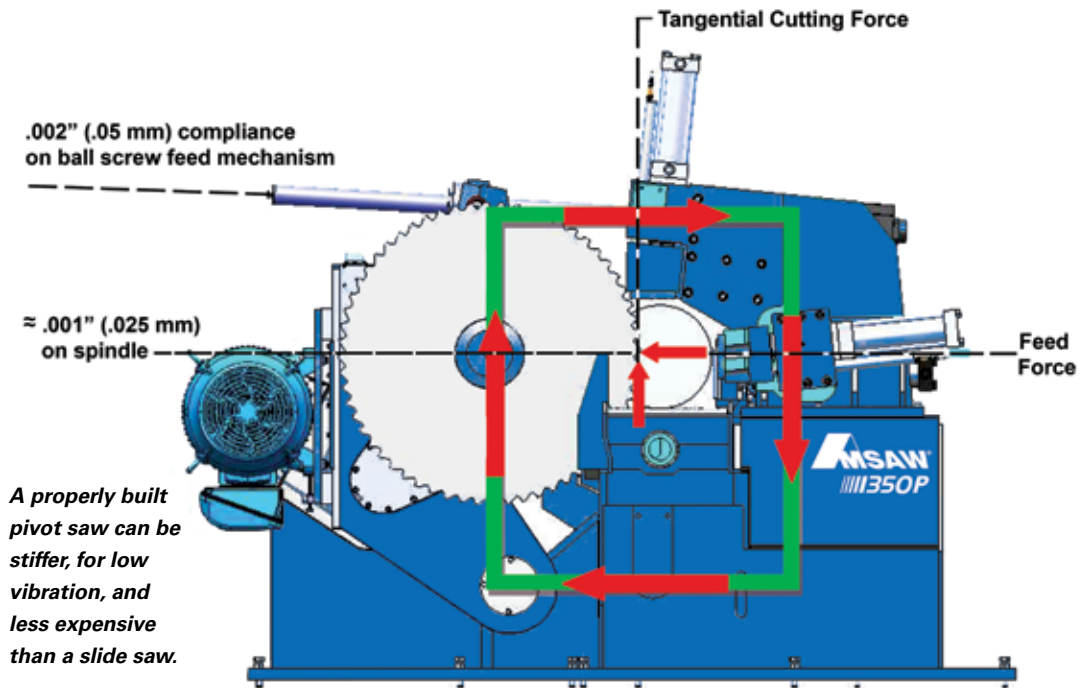 Tangential Cutting Force
.002” (.05 mm) compliance
on ball screw feed mechanism
≈ .001” (.025 mm)
on spindle
Feed
Force
AMSAW®
1350P
A properly built
pivot saw can be
stiffer, for low
vibration, and
less expensive
than a slide saw.